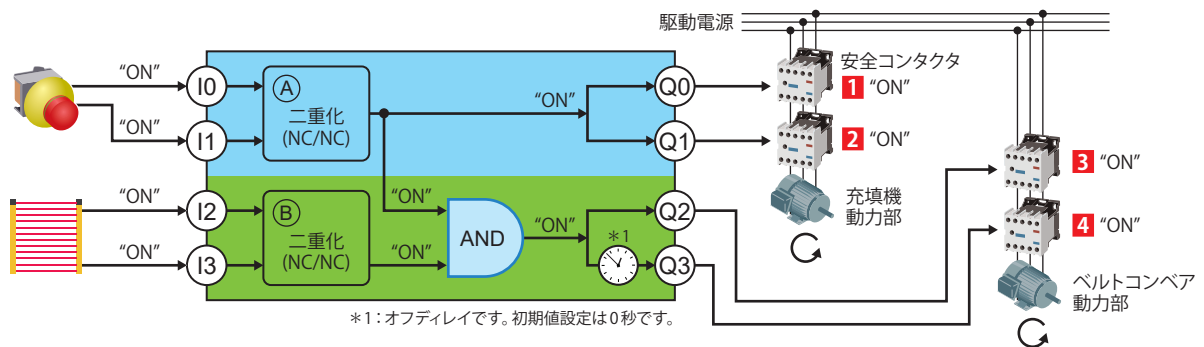 駆動電源
安全コンタクタ
"ON" I0 Ⓐ 二重化 (NC/NC) "ON" Q0 1 "ON"
"ON" I1 Q1 2 "ON"
充填機
動力部
3 "ON"
"ON" I2 Ⓑ 二重化 (NC/NC) "ON" AND "ON" Q2
"ON" I3 "ON" *1 Q3 4 "ON"
ベルトコンベア
動力部
*1：オフディレイです。初期値設定は0秒です。